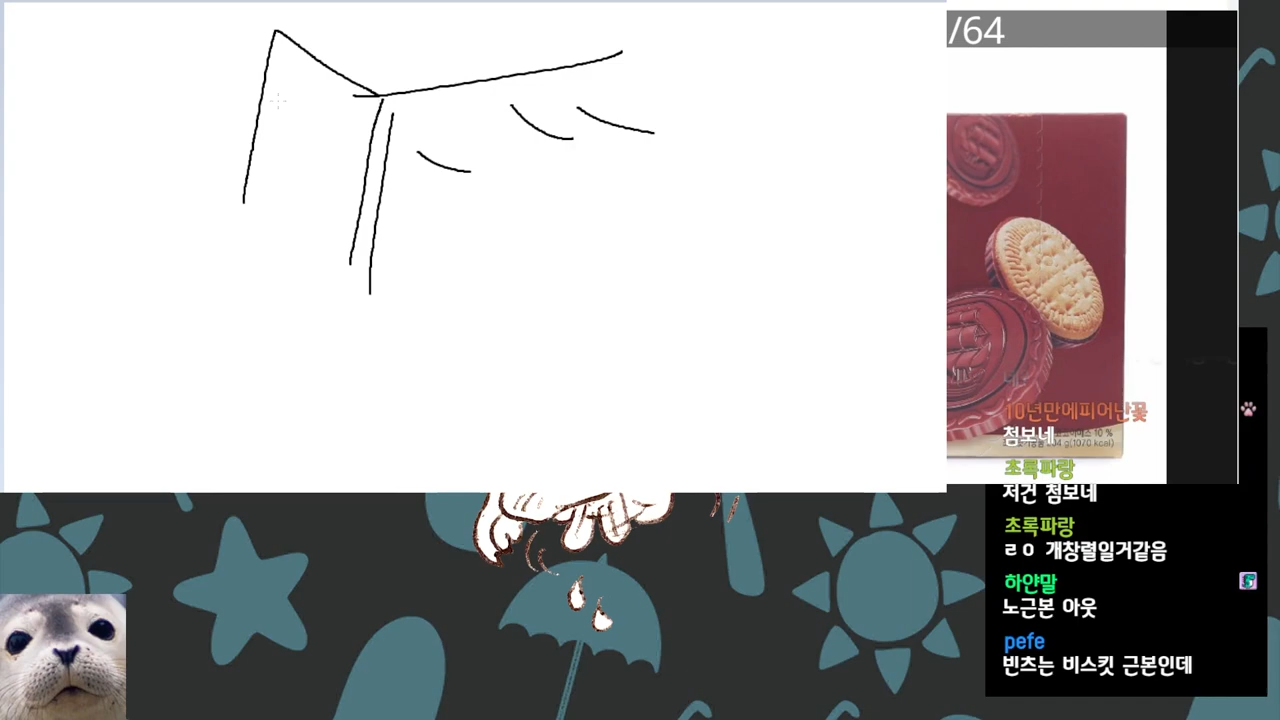 /64
10년만에피어난꽃
첨보네
초록파랑
저건 첨보네
초록파랑
ㄹㅇ 개창렬일거같음
하얀말
노근본 아웃
pefe
빈츠는 비스킷 근본인데